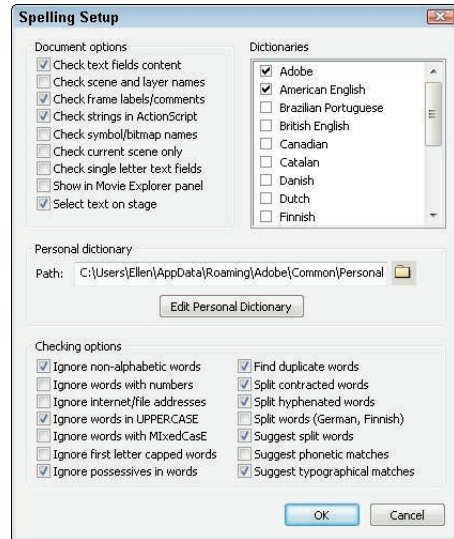 Spelling Setup
Document options
Check text fields content
Check scene and layer names
Check frame labels/comments
Check strings in ActionScript
Check symbol/bitmap names
Check current scene only
Check single letter text fields
Show in Movie Explorer panel
Select text on stage
Dictionaries
Adobe
American English
Brazilian Portuguese
British English
Canadian
Catalan
Danish
Dutch
Finnish
Personal dictionary
Path: C:\Users\Ellen\AppData\Roaming\Adobe\Common\Personal
Edit Personal Dictionary
Checking options
Ignore non-alphabetic words
Ignore words with numbers
Ignore internet/file addresses
Ignore words in UPPERCASE
Ignore words with MIxedCasE
Ignore first letter capped words
Ignore possessives in words
Find duplicate words
Split contracted words
Split hyphenated words
Split words (German, Finnish)
Suggest split words
Suggest phonetic matches
Suggest typographical matches
OK Cancel